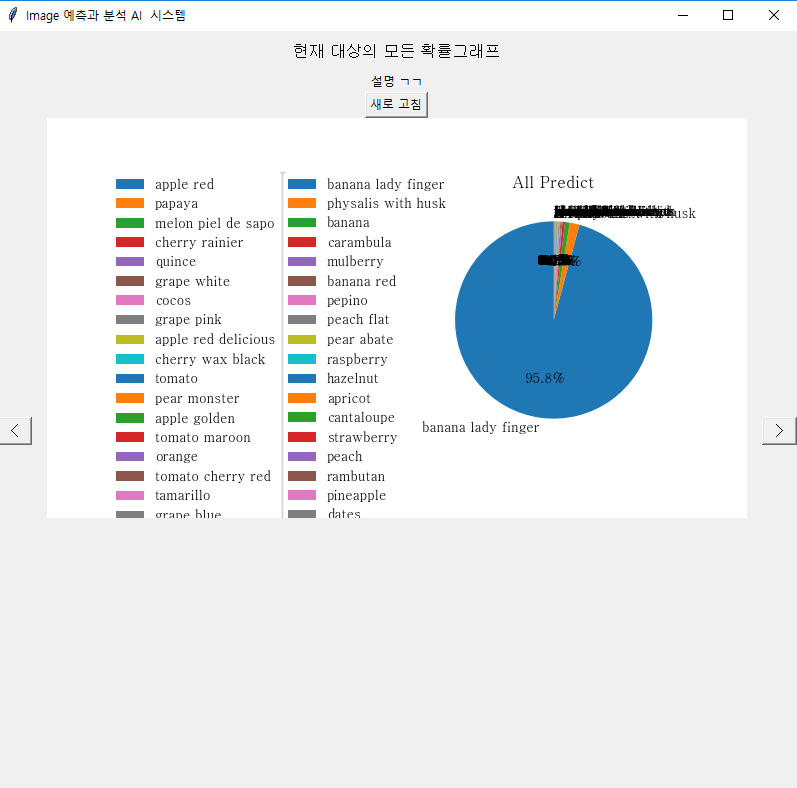 Image 예측과 분석 AI 시스템
현재 대상의 모든 확률그래프
설명 ㄱㄱ
새로 고침
apple red
papaya
melon piel de sapo
cherry rainier
quince
grape white
cocos
grape pink
apple red delicious
cherry wax black
tomato
pear monster
apple golden
tomato maroon
orange
tomato cherry red
tamarillo
grape blue
banana lady finger
physalis with husk
banana
carambula
mulberry
banana red
pepino
peach flat
pear abate
raspberry
hazelnut
apricot
cantaloupe
strawberry
peach
rambutan
pineapple
dates
All Predict
husk
95.8%
banana lady finger